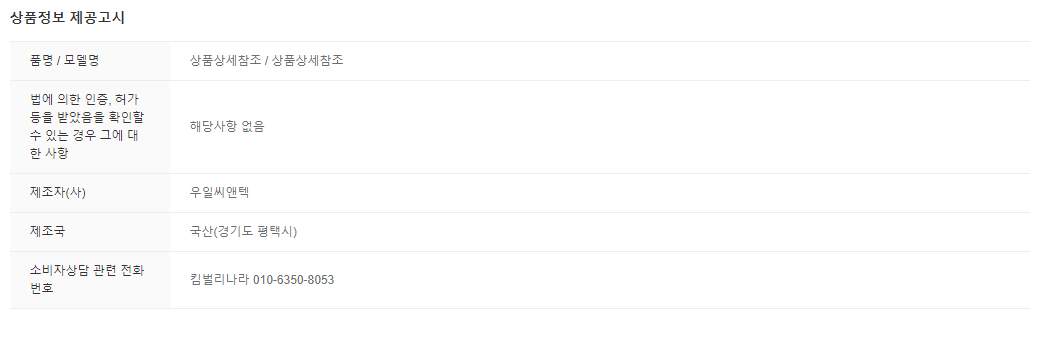 상품정보 제공고시
품명 / 모델명
상품상세참조 / 상품상세참조
법에 의한 인증, 허가
등을 받았음을 확인할
수 있는 경우 그에 대
한 사항
해당사항 없음
제조자(사)
우일씨앤텍
제조국
국산(경기도 평택시)
소비자상담 관련 전화
번호
킴벌리나라 010-6350-8053